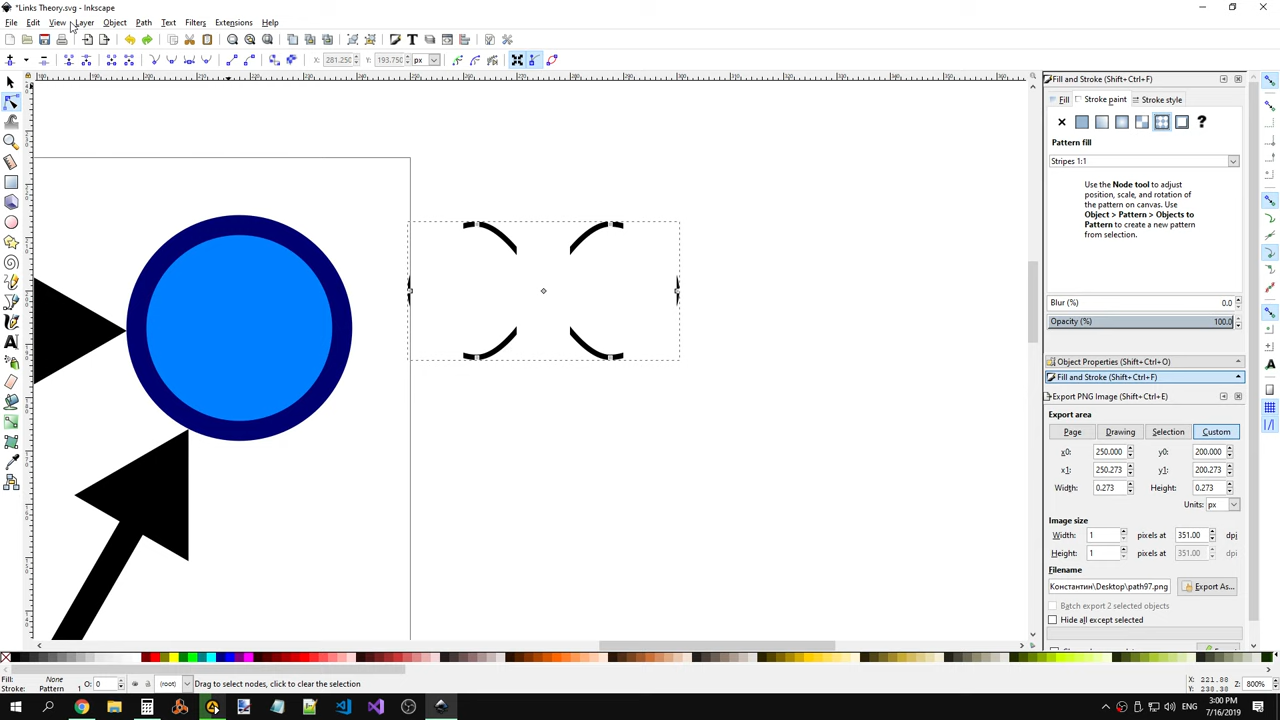 *Links Theory.svg - Inkscape
File Edit View Layer Object Path Text Filters Extensions Help
X: 281.250 Y: 193.750 px
Fill and Stroke (Shift+Ctrl+F)
Fill Stroke paint Stroke style
?
Pattern fill
Stripes 1:1
Use the Node tool to adjust
position, scale, and rotation
of the pattern on canvas. Use
Object > Pattern > Objects to
Pattern to create a new pattern
from selection.
Blur (%) 0.0
Opacity (%) 100.0
Object Properties (Shift+Ctrl+O)
Fill and Stroke (Shift+Ctrl+F)
Export PNG Image (Shift+Ctrl+E)
Export area
Page Drawing Selection Custom
x0: 250.000 y0: 200.000
x1: 250.273 y1: 200.273
Width: 0.273 Height: 0.273
Units: px
Image size
Width: 1 pixels at 351.00 dpi
Height: 1 pixels at 351.00 dpi
Filename
Константин\Desktop\path97.png Export As...
Batch export 2 selected objects
Hide all except selected
Fill:
Stroke: Pattern 1 O: 0 (root) Drag to select nodes, click to clear the selection
X: 221.88
Y: 230.30
Z: 800%
ENG 3:00 PM
7/16/2019